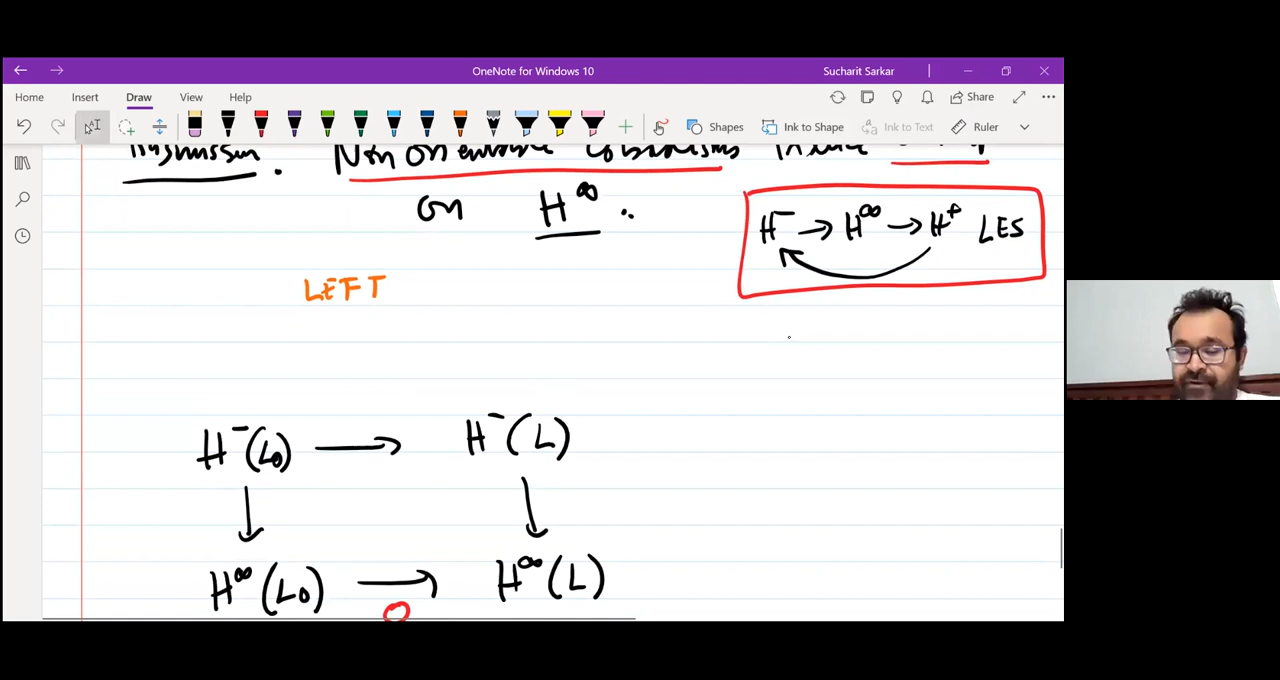 OneNote for Windows 10
Sucharit Sarkar
Home Insert Draw View Help
Share
Shapes Ink to Shape Ink to Text Ruler
Non orientable cobordisms induce
on H^∞.
H^- → H^∞ → H^+ LES
LEFT
H^-(L₀) → H^-(L)
↓ ↓
H^∞(L₀) → H^∞(L)
0